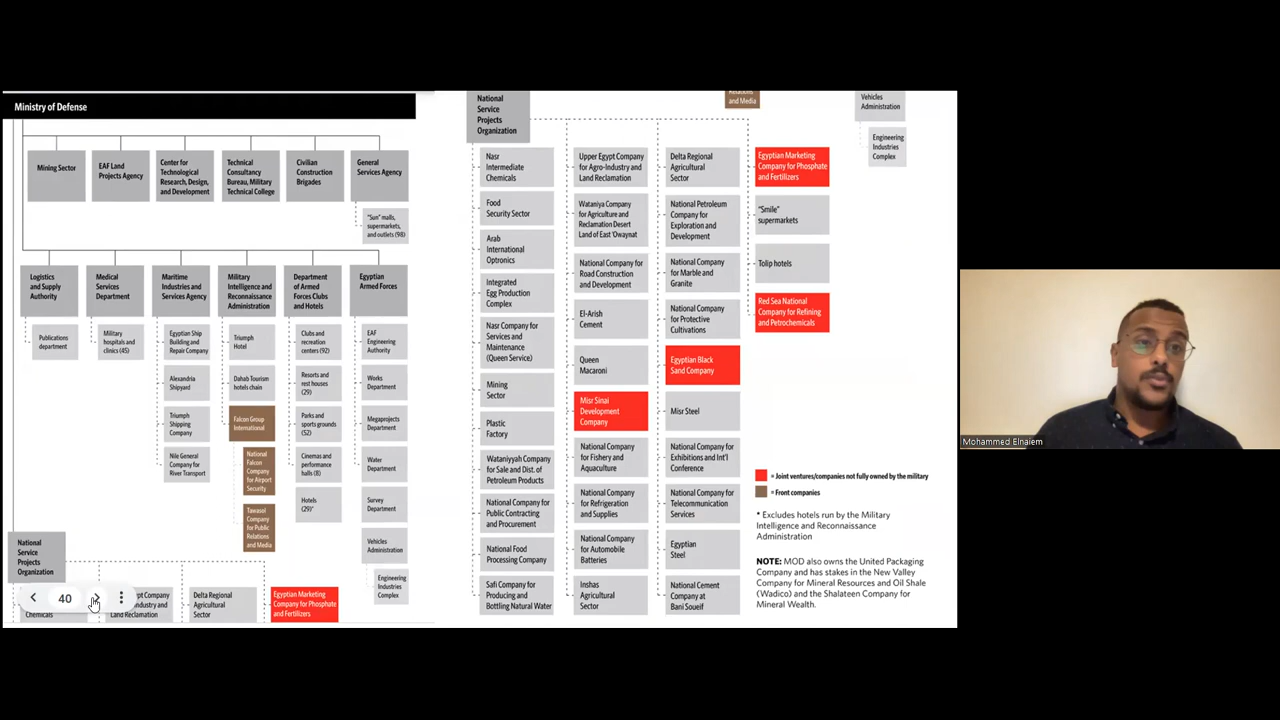 Ministry of Defense
Mining Sector
EAF Land
Projects Agency
Center for
Technological
Research, Design,
and Development
Technical
Consultancy
Bureau, Military
Technical College
Civilian
Construction
Brigades
General
Services Agency
"Sun" malls,
supermarkets,
and outlets (98)
Logistics
and Supply
Authority
Medical
Services
Department
Maritime
Industries and
Services Agency
Military
Intelligence and
Reconnaissance
Administration
Department
of Armed
Forces Clubs
and Hotels
Egyptian
Armed Forces
Publications
department
Military
hospitals and
clinics (45)
Egyptian Ship
Building and
Repair Company
Alexandria
Shipyard
Triumph
Shipping
Company
Nile General
Company for
River Transport
Triumph
Hotel
Dahab Tourism
hotels chain
Falcon Group
International
National
Falcon
Company
for Airport
Security
Tawasol
Company
for Public
Relations
and Media
Clubs and
recreation
centers (92)
Resorts and
rest houses
(29)
Parks and
sports grounds
(52)
Cinemas and
performance
halls (8)
Hotels
(29)*
EAF
Engineering
Authority
Works
Department
Megaprojects
Department
Water
Department
Survey
Department
Vehicles
Administration
Engineering
Industries
Complex
National
Service
Projects
Organization
Chemicals
pt Company
ndustry and
Land Reclamation
Delta Regional
Agricultural
Sector
Egyptian Marketing
Company for Phosphate
and Fertilizers
40
National
Service
Projects
Organization
Relations
and Media
Vehicles
Administration
Engineering
Industries
Complex
Nasr
Intermediate
Chemicals
Food
Security Sector
Arab
International
Optronics
Integrated
Egg Production
Complex
Nasr Company for
Services and
Maintenance
(Queen Service)
Mining
Sector
Plastic
Factory
Wataniyyah Company
for Sale and Dist. of
Petroleum Products
National Company for
Public Contracting
and Procurement
National Food
Processing Company
Safi Company for
Producing and
Bottling Natural Water
Upper Egypt Company
for Agro-Industry and
Land Reclamation
Wataniya Company
for Agriculture and
Reclamation Desert
Land of East 'Owaynat
National Company for
Road Construction
and Development
El-Arish
Cement
Queen
Macaroni
Misr Sinai
Development
Company
National Company
for Fishery and
Aquaculture
National Company
for Refrigeration
and Supplies
National Company
for Automobile
Batteries
Inshas
Agricultural
Sector
Delta Regional
Agricultural
Sector
National Petroleum
Company for
Exploration and
Development
National Company
for Marble and
Granite
National Company
for Protective
Cultivations
Egyptian Black
Sand Company
Misr Steel
National Company for
Exhibitions and Int'l
Conference
National Company for
Telecommunication
Services
Egyptian
Steel
National Cement
Company at
Bani Soueif
Egyptian Marketing
Company for Phosphate
and Fertilizers
"Smile"
supermarkets
Tolip hotels
Red Sea National
Company for Refining
and Petrochemicals
= Joint ventures/companies not fully owned by the military
= Front companies
* Excludes hotels run by the Military
Intelligence and Reconnaissance
Administration
NOTE: MOD also owns the United Packaging
Company and has stakes in the New Valley
Company for Mineral Resources and Oil Shale
(Wadico) and the Shalateen Company for
Mineral Wealth.
Mohammed Elnaiem